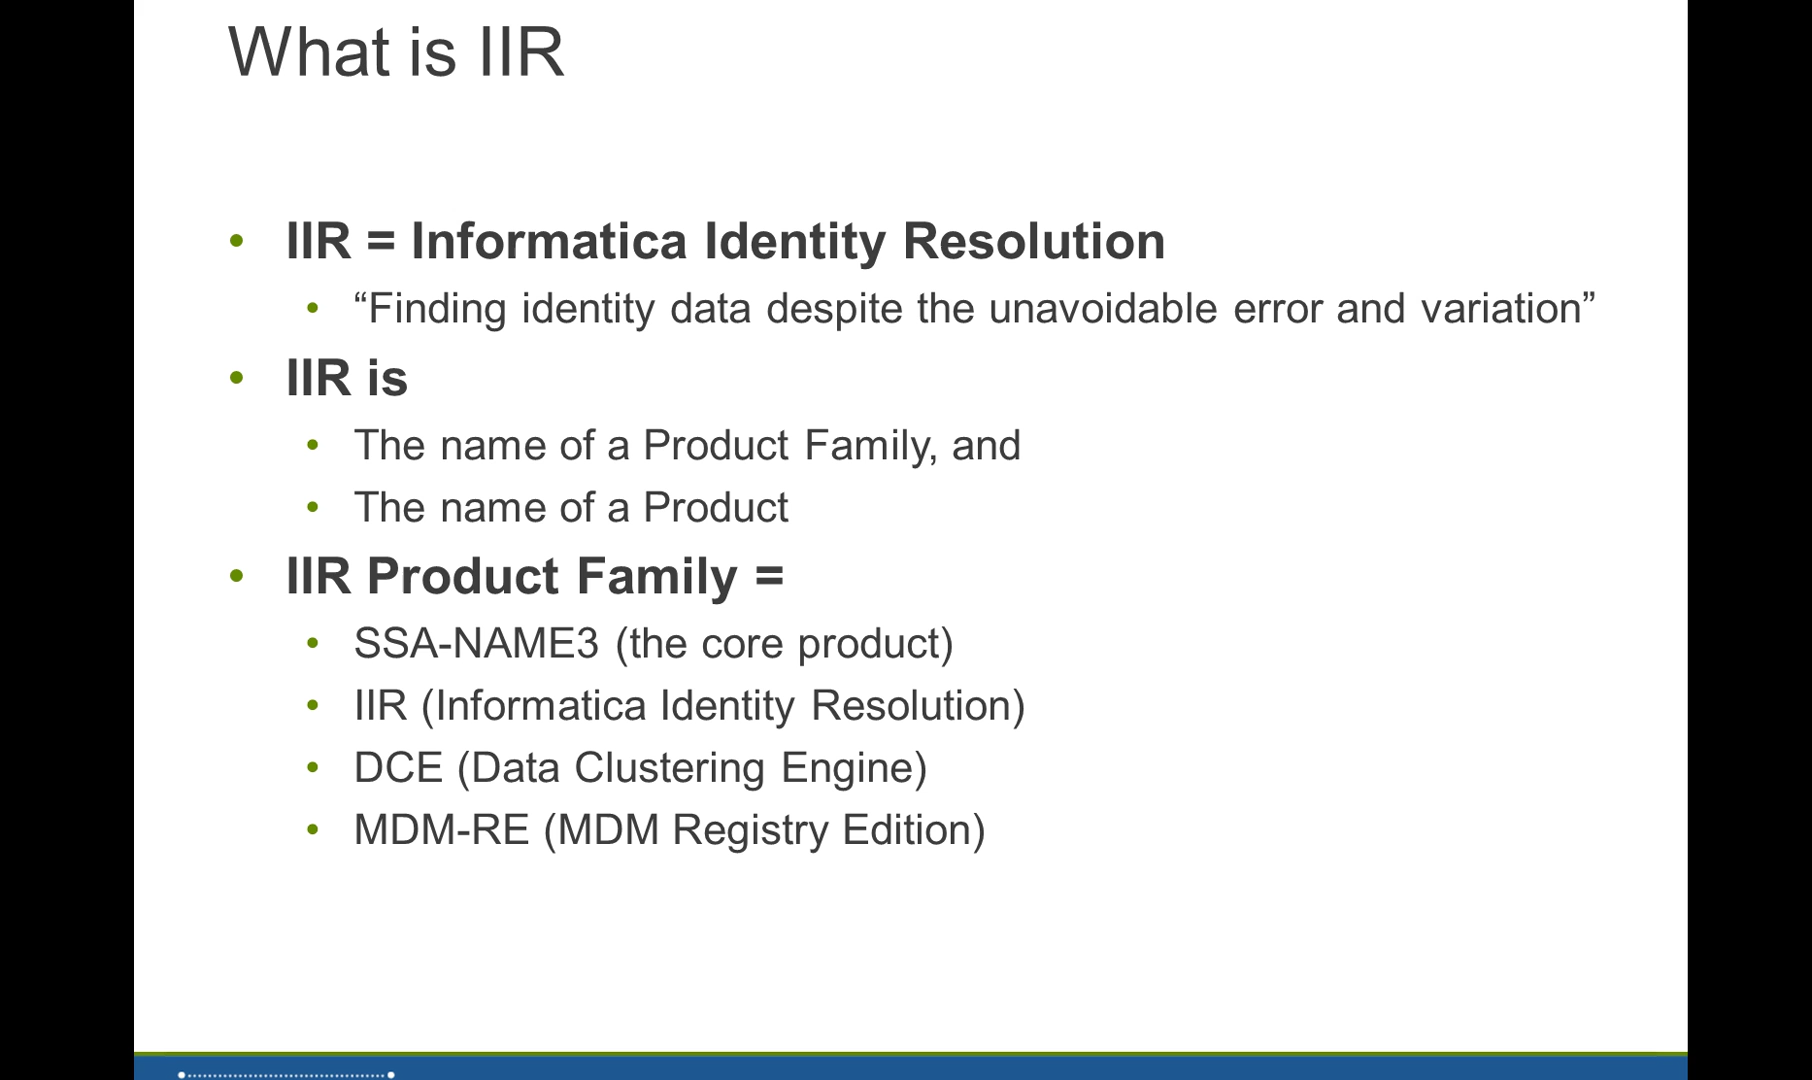 What is IIR
• IIR = Informatica Identity Resolution
• “Finding identity data despite the unavoidable error and variation”
• IIR is
• The name of a Product Family, and
• The name of a Product
• IIR Product Family =
• SSA-NAME3 (the core product)
• IIR (Informatica Identity Resolution)
• DCE (Data Clustering Engine)
• MDM-RE (MDM Registry Edition)